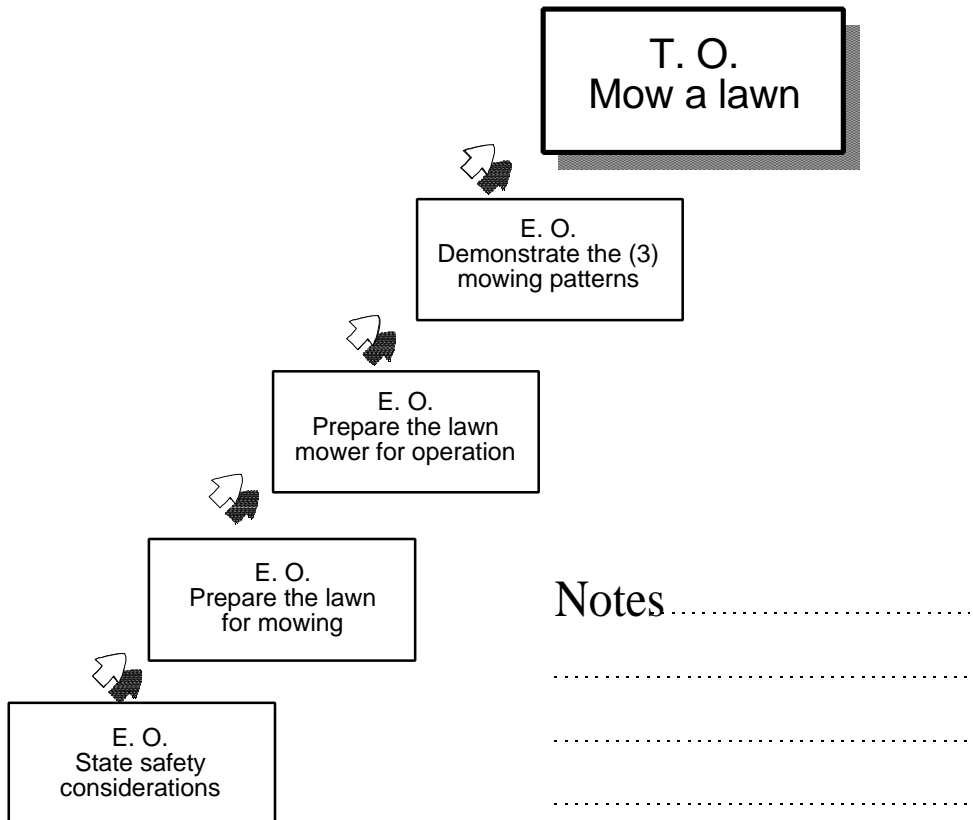 T. O.
Mow a lawn
E. O.
Demonstrate the (3)
mowing patterns
E. O.
Prepare the lawn
mower for operation
E. O.
Prepare the lawn
for mowing
Notes
E. O.
State safety
considerations